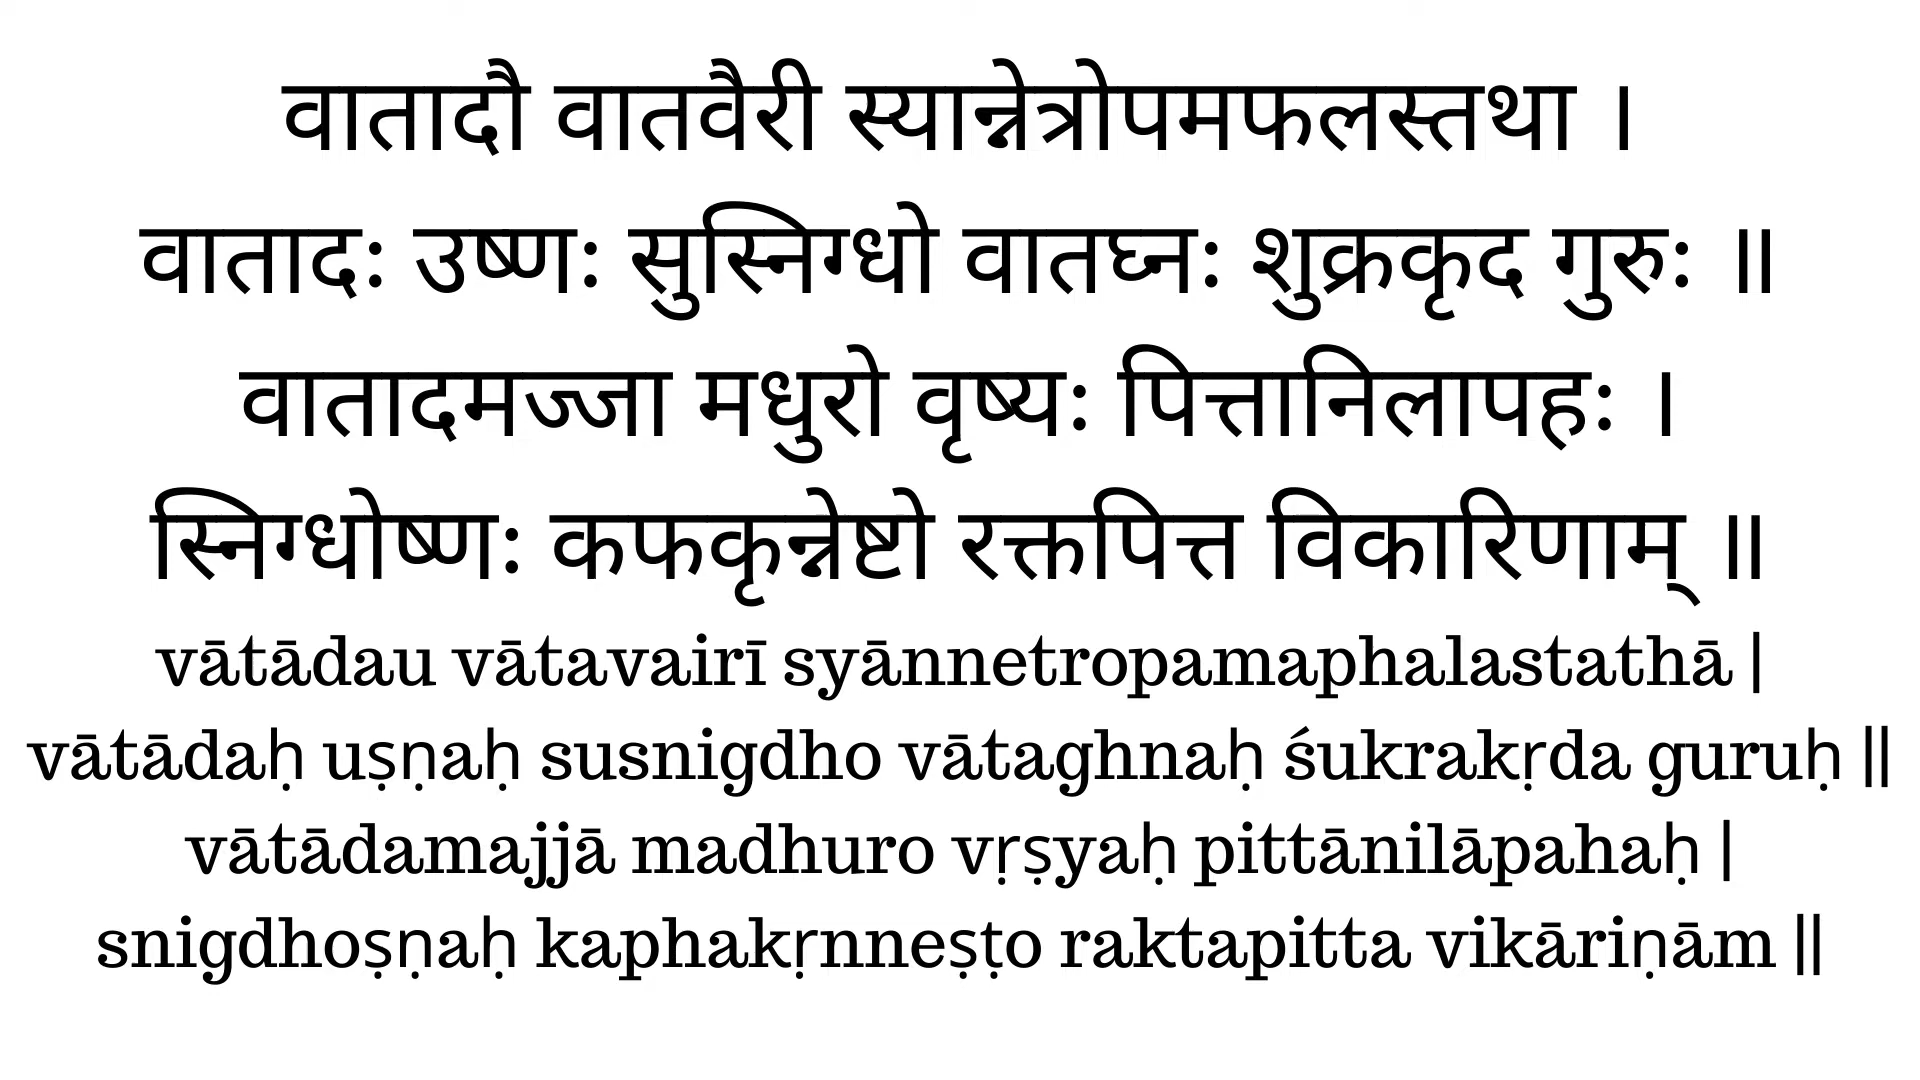 वातादौ वातवैरी स्यान्नेत्रोपमफलस्तथा ।
वातादः उष्णः सुस्निग्धो वातघ्नः शुक्रकृद गुरुः ॥
वातादमज्जा मधुरो वृष्यः पित्तानिलापहः ।
स्निग्धोष्णः कफकृन्नेष्टो रक्तपित्त विकारिणाम् ॥
vātādau vātavairī syānnetropamaphalastathā |
vātādaḥ uṣṇaḥ susnigdho vātaghnaḥ śukrakṛda guruḥ ||
vātādamajjā madhuro vṛṣyaḥ pittānilāpahaḥ |
snigdhoṣṇaḥ kaphakṛnneṣṭo raktapitta vikāriṇām ||